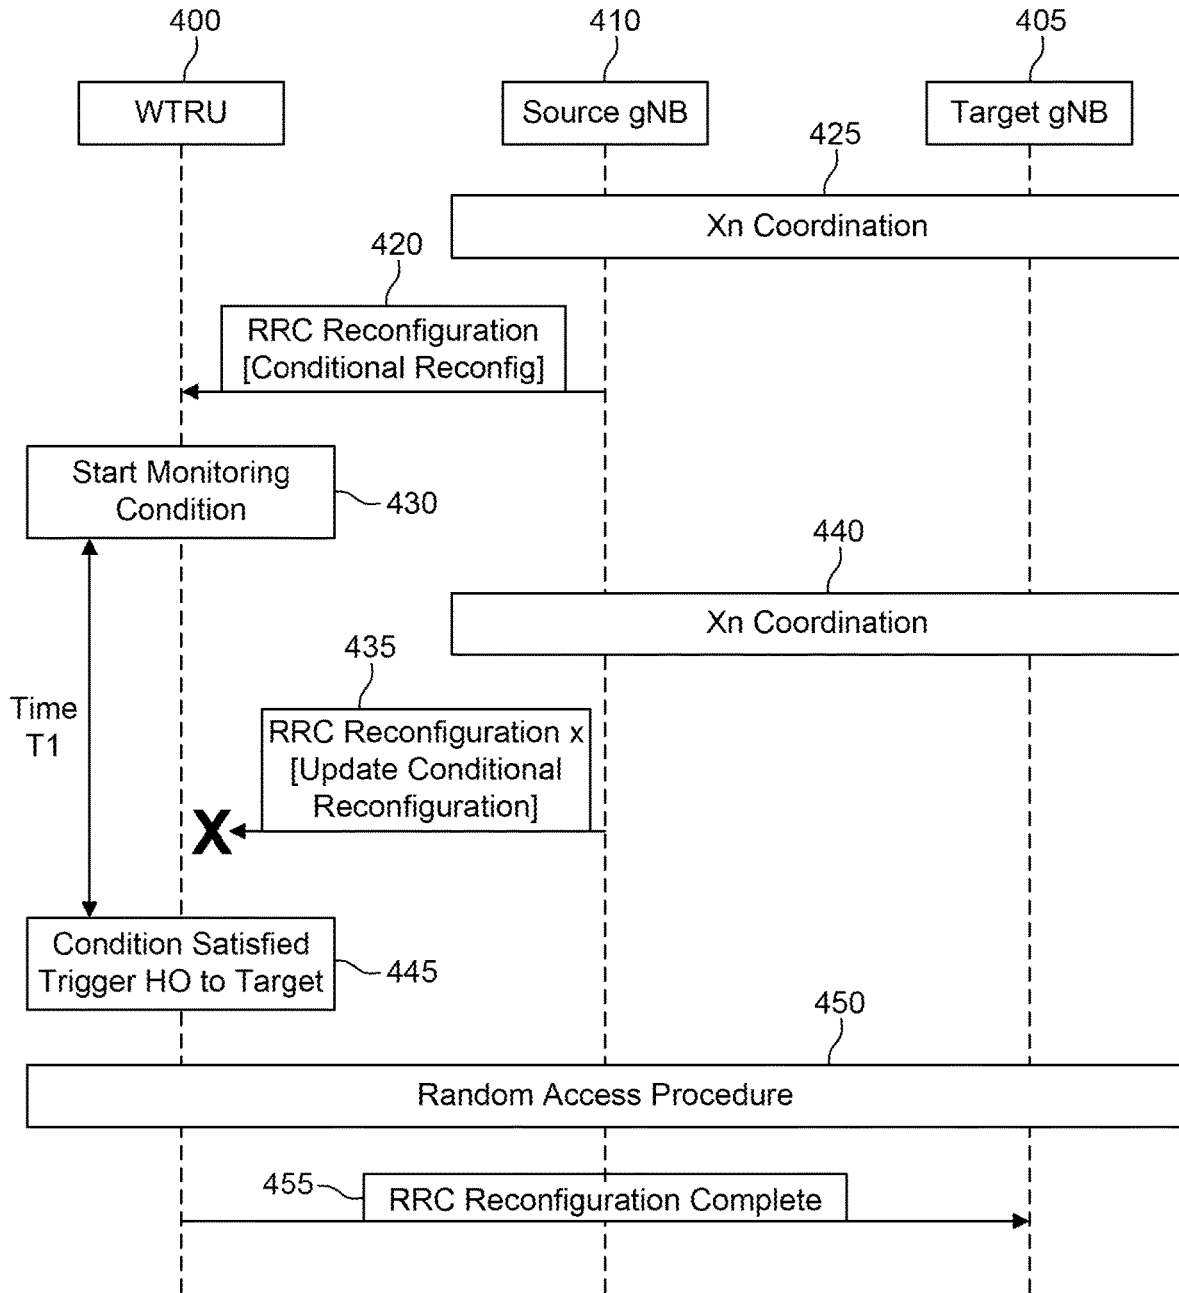 400
410
405
WTRU
Source gNB
Target gNB
425
Xn Coordination
420
RRC Reconfiguration
[Conditional Reconfig]
Start Monitoring
Condition
430
440
Xn Coordination
435
RRC Reconfiguration x
[Update Conditional
Reconfiguration]
Time
T1
X
Condition Satisfied
Trigger HO to Target
445
450
Random Access Procedure
455
RRC Reconfiguration Complete